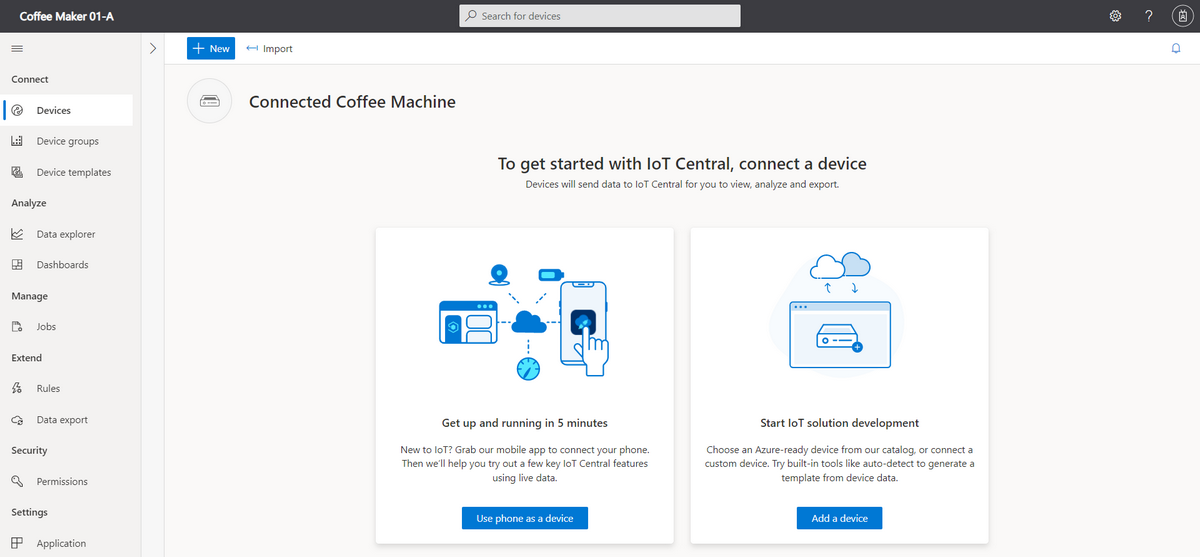 Coffee Maker 01-A
Search for devices
?
New
Import
Connect
Devices
Device groups
Device templates
Analyze
Data explorer
Dashboards
Manage
Jobs
Extend
Rules
Data export
Security
Permissions
Settings
Application
Connected Coffee Machine
To get started with IoT Central, connect a device
Devices will send data to IoT Central for you to view, analyze and export.
Get up and running in 5 minutes
New to IoT? Grab our mobile app to connect your phone.
Then we'll help you try out a few key IoT Central features
using live data.
Use phone as a device
Start IoT solution development
Choose an Azure-ready device from our catalog, or connect a
custom device. Try built-in tools like auto-detect to generate a
template from device data.
Add a device